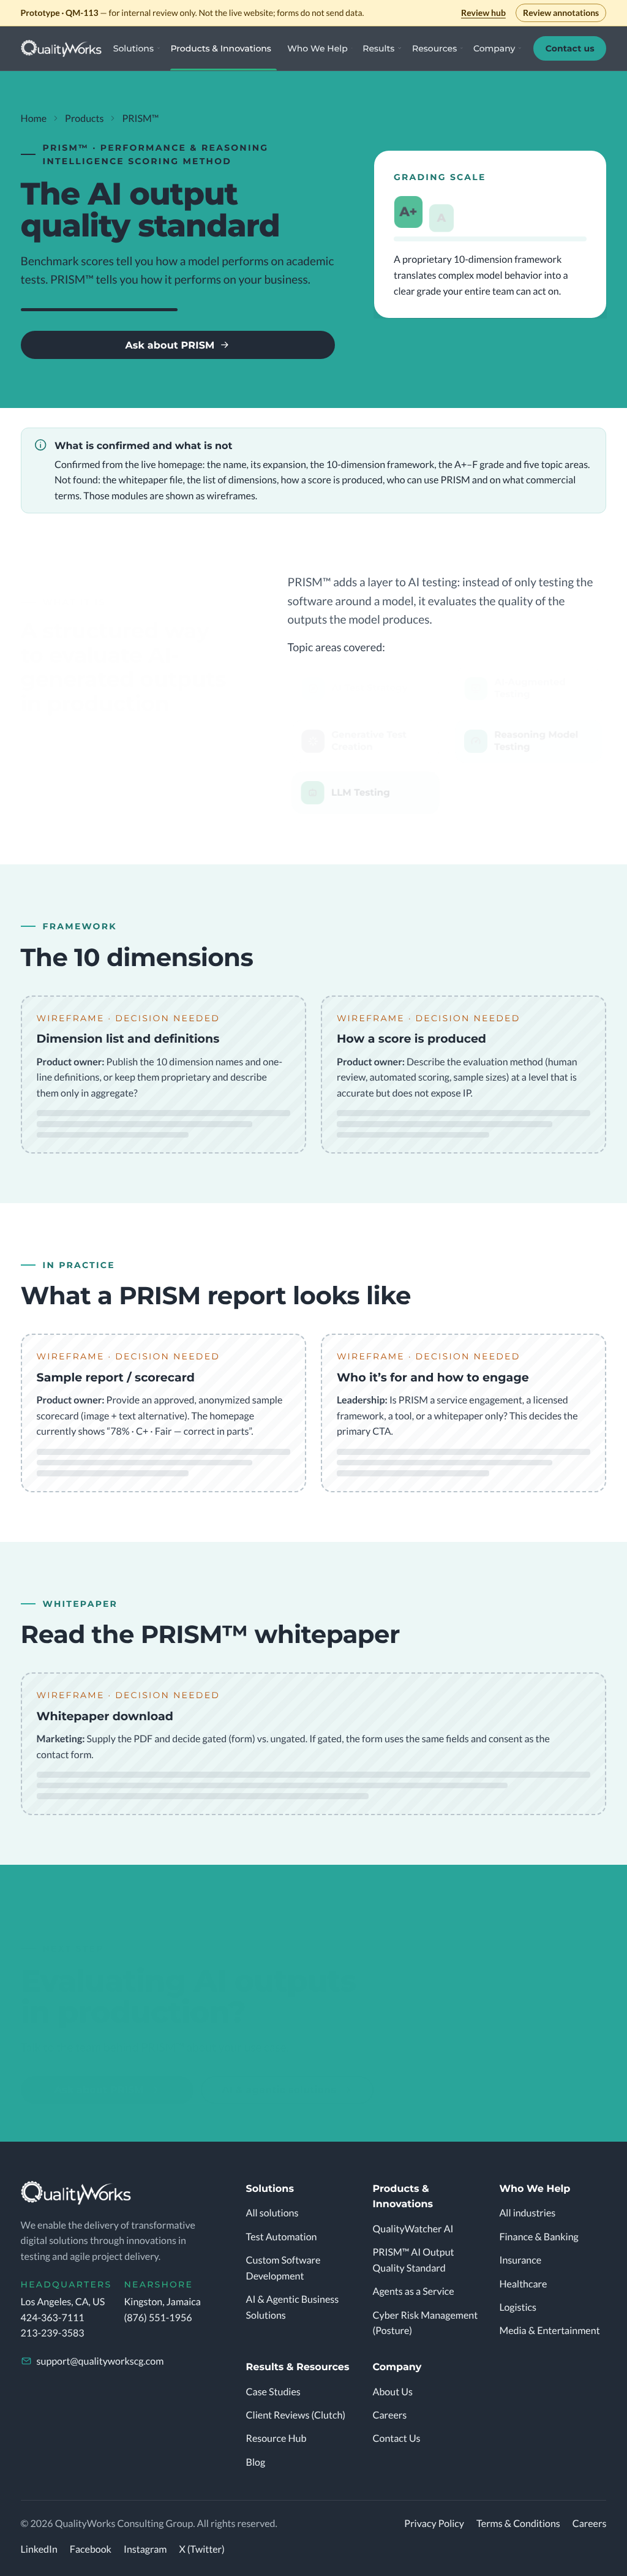 Prototype · QM-113 — for internal review only. Not the live website; forms do not send data.
Review hub
Review annotations
QualityWorks
Solutions
Products & Innovations
Who We Help
Results
Resources
Company
Contact us
Home
Products
PRISM™
PRISM™ · PERFORMANCE & REASONING
INTELLIGENCE SCORING METHOD
The AI output
quality standard
Benchmark scores tell you how a model performs on academic
tests. PRISM™ tells you how it performs on your business.
Ask about PRISM →
GRADING SCALE
A+
A
A proprietary 10-dimension framework
translates complex model behavior into a
clear grade your entire team can act on.
What is confirmed and what is not
Confirmed from the live homepage: the name, its expansion, the 10-dimension framework, the A+–F grade and five topic areas.
Not found: the whitepaper file, the list of dimensions, how a score is produced, who can use PRISM and on what commercial
terms. Those modules are shown as wireframes.
PRISM™ adds a layer to AI testing: instead of only testing the
software around a model, it evaluates the quality of the
outputs the model produces.
Topic areas covered:
Reasoning Model
Testing
LLM Testing
FRAMEWORK
The 10 dimensions
WIREFRAME · DECISION NEEDED
Dimension list and definitions
Product owner: Publish the 10 dimension names and one-
line definitions, or keep them proprietary and describe
them only in aggregate?
WIREFRAME · DECISION NEEDED
How a score is produced
Product owner: Describe the evaluation method (human
review, automated scoring, sample sizes) at a level that is
accurate but does not expose IP.
IN PRACTICE
What a PRISM report looks like
WIREFRAME · DECISION NEEDED
Sample report / scorecard
Product owner: Provide an approved, anonymized sample
scorecard (image + text alternative). The homepage
currently shows “78% · C+ · Fair — correct in parts”.
WIREFRAME · DECISION NEEDED
Who it’s for and how to engage
Leadership: Is PRISM a service engagement, a licensed
framework, a tool, or a whitepaper only? This decides the
primary CTA.
WHITEPAPER
Read the PRISM™ whitepaper
WIREFRAME · DECISION NEEDED
Whitepaper download
Marketing: Supply the PDF and decide gated (form) vs. ungated. If gated, the form uses the same fields and consent as the
contact form.
QualityWorks
We enable the delivery of transformative
digital solutions through innovations in
testing and agile project delivery.
HEADQUARTERS
Los Angeles, CA, US
424-363-7111
213-239-3583
NEARSHORE
Kingston, Jamaica
(876) 551-1956
support@qualityworkscg.com
Solutions
All solutions
Test Automation
Custom Software
Development
AI & Agentic Business
Solutions
Products &
Innovations
QualityWatcher AI
PRISM™ AI Output
Quality Standard
Agents as a Service
Cyber Risk Management
(Posture)
Who We Help
All industries
Finance & Banking
Insurance
Healthcare
Logistics
Media & Entertainment
Results & Resources
Case Studies
Client Reviews (Clutch)
Resource Hub
Blog
Company
About Us
Careers
Contact Us
© 2026 QualityWorks Consulting Group. All rights reserved.
Privacy Policy
Terms & Conditions
Careers
LinkedIn
Facebook
Instagram
X (Twitter)